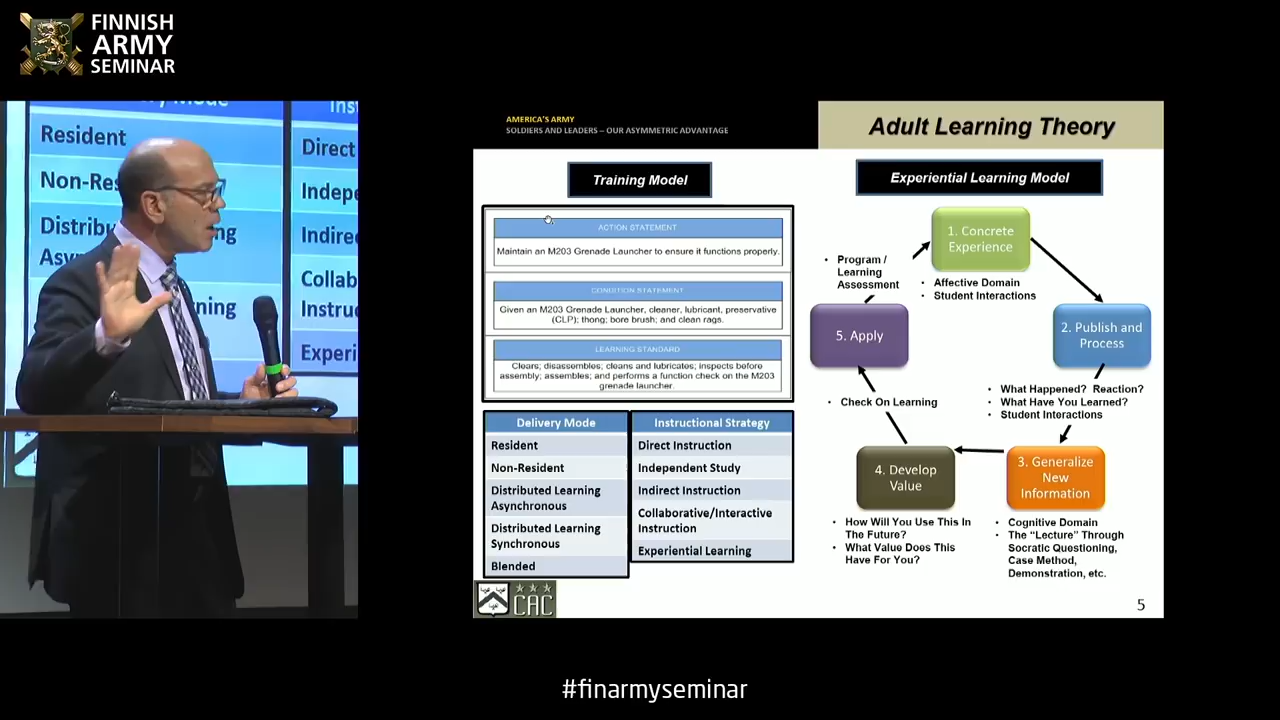 FINNISH
ARMY
SEMINAR
Resident
Non-Res
Distribu
ng
Asyn
ning
Direct
Indepe
Indirec
Collab
Instruc
Experi
AMERICA'S ARMY
SOLDIERS AND LEADERS – OUR ASYMMETRIC ADVANTAGE
Adult Learning Theory
Training Model
ACTION STATEMENT
Maintain an M203 Grenade Launcher to ensure it functions properly.
CONDITION STATEMENT
Given an M203 Grenade Launcher, cleaner, lubricant, preservative
(CLP); thong; bore brush; and clean rags.
LEARNING STANDARD
Clears; disassembles; cleans and lubricates; inspects before
assembly; assembles; and performs a function check on the M203
grenade launcher.
Delivery Mode
Resident
Non-Resident
Distributed Learning
Asynchronous
Distributed Learning
Synchronous
Blended
Instructional Strategy
Direct Instruction
Independent Study
Indirect Instruction
Collaborative/Interactive
Instruction
Experiential Learning
Experiential Learning Model
1. Concrete
Experience
• Affective Domain
• Student Interactions
2. Publish and
Process
• What Happened? Reaction?
• What Have You Learned?
• Student Interactions
3. Generalize
New
Information
• Cognitive Domain
• The “Lecture” Through
Socratic Questioning,
Case Method,
Demonstration, etc.
4. Develop
Value
• How Will You Use This In
The Future?
• What Value Does This
Have For You?
• Check On Learning
5. Apply
• Program /
Learning
Assessment
CAC
5
#finarmyseminar